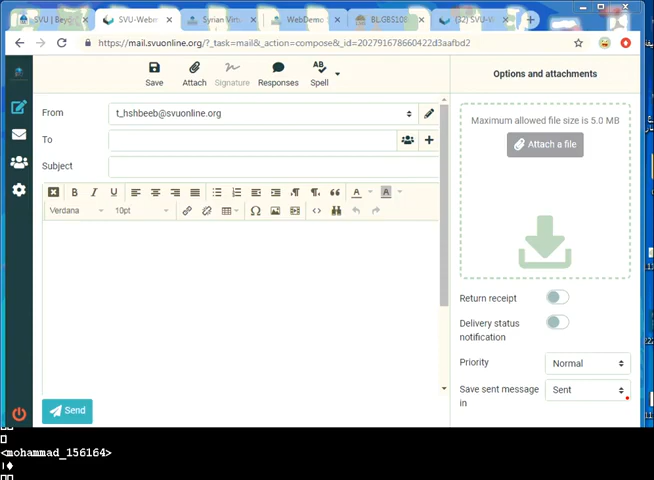 SVU | Bey
SVU-Webm
Syrian Virt
WebDemo
BLGBS108
(32) SVU-W
https://mail.svuonline.org/?_task=mail&_action=compose&_id=202791678660422d3aafbd2
Save
Attach
Signature
Responses
Spell
Options and attachments
From
t_hshbeeb@svuonline.org
To
Subject
Maximum allowed file size is 5.0 MB
Attach a file
Verdana
10pt
Return receipt
Delivery status
notification
Priority
Normal
Save sent message
in
Sent
Send
<mohammad_156164>